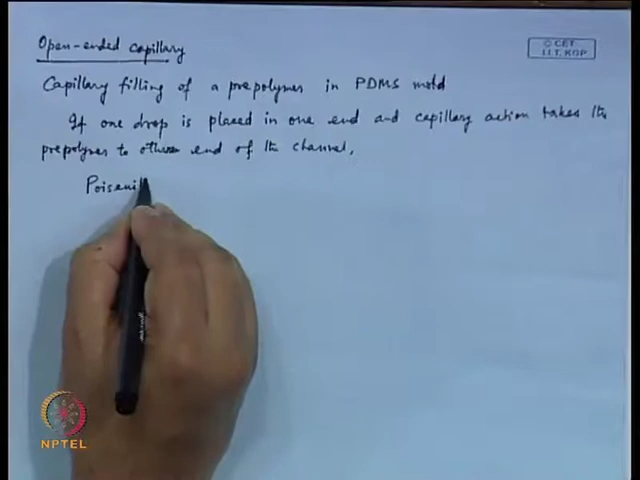 Open-ended capillary
© CET
I.I.T. KGP
Capillary filling of a prepolymer in PDMS mold
If one drop is placed in one end and capillary action takes the
prepolymer to other end of the channel,
Poiseui
NPTEL